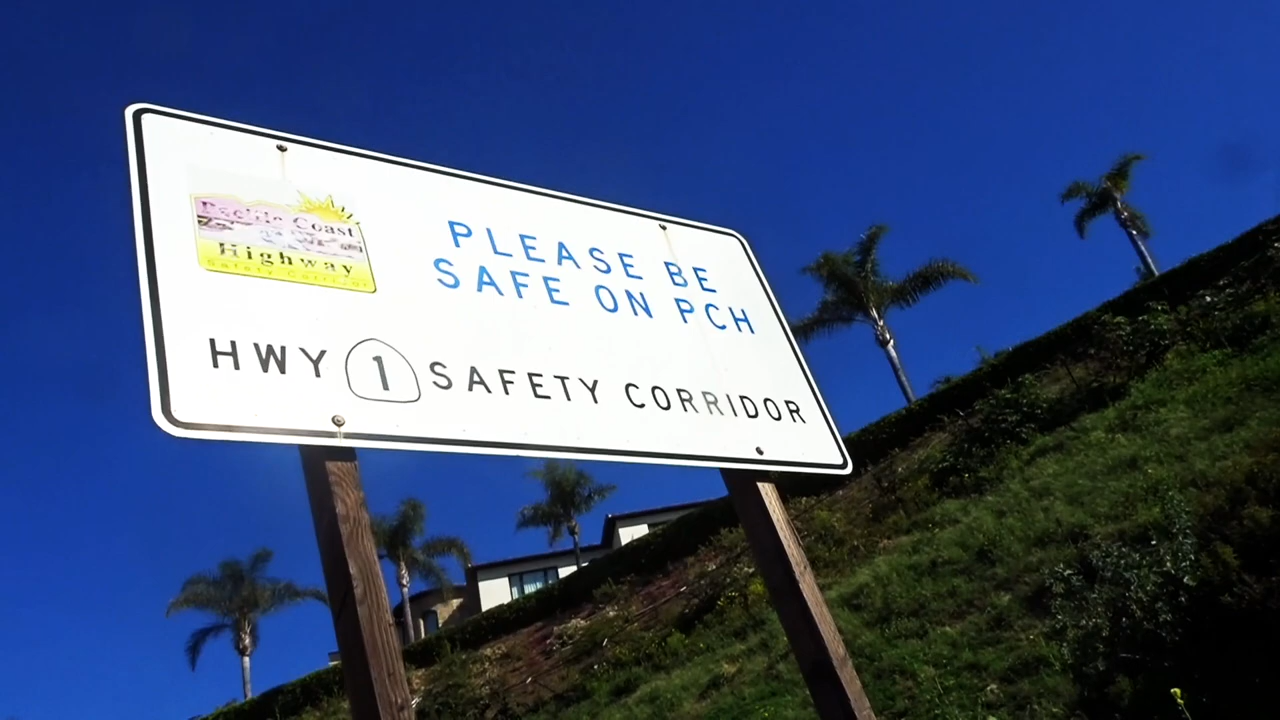 Pacific Coast
Highway
Safety Corridor
PLEASE BE
SAFE ON PCH
HWY 1 SAFETY CORRIDOR